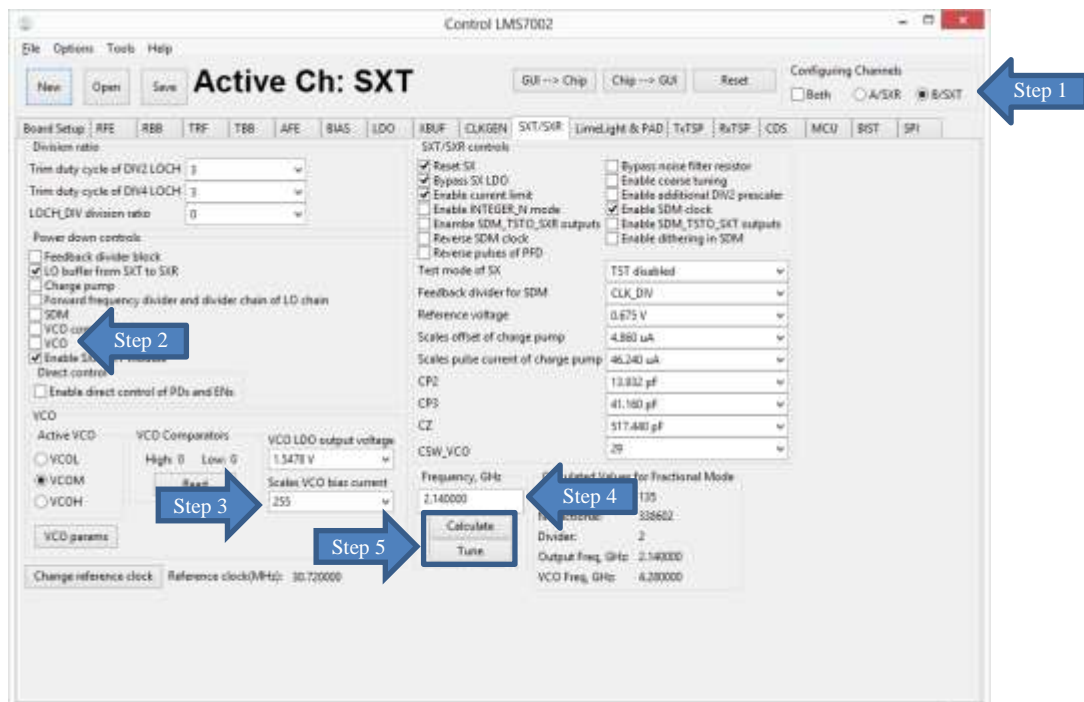 Control LMS7002
File Options Tools Help
New Open Save Active Ch: SXT GUI --> Chip Chip --> GUI Reset
Configuring Channels
Both A/SXR B/SXT
Step 1
Board Setup RFE RBB TRF TBB AFE BIAS LDO XBUF CLKGEN SXT/SXR LimeLight & PAD TxTSP RxTSP CDS MCU BIST SPI
Division ratio
Trim duty cycle of DIV2 LOCH 3
Trim duty cycle of DIV4 LOCH 3
LOCH_DIV division ratio 0
Power down controls
Feedback divider block
LO buffer from SXT to SXR
Charge pump
Forward frequency divider and divider chain of LO chain
SDM
VCO
VCO
Step 2
Enable
Direct control
Enable direct control of PDs and ENs
VCO
Active VCO
VCOL
VCOM
VCOH
VCO Comparators
High: 0 Low: 0
Read
VCO LDO output voltage
1.5478 V
Scales VCO bias current
255
Step 3
VCO params
Change reference clock Reference clock(MHz): 30.720000
SXT/SXR controls
Reset SX
Bypass SX LDO
Enable current limit
Enable INTEGER_N mode
Enambe SDM_TSTO_SXR outputs
Reverse SDM clock
Reverse pulses of PFD
Bypass noise filter resistor
Enable coarse tuning
Enable additional DIV2 prescaler
Enable SDM clock
Enable SDM_TSTO_SXT outputs
Enable dithering in SDM
Test mode of SX TST disabled
Feedback divider for SDM CLK_DIV
Reference voltage 0.675 V
Scales offset of charge pump 4.860 uA
Scales pulse current of charge pump 46.240 uA
CP2 13.832 pF
CP3 41.160 pF
CZ 517.440 pF
CSW_VCO 29
Frequency, GHz
2.140000
Step 4
Calculate
Tune
Step 5
Calculated Values for Fractional Mode
135
338602
Divider: 2
Output Freq, GHz: 2.140000
VCO Freq, GHz: 4.280000